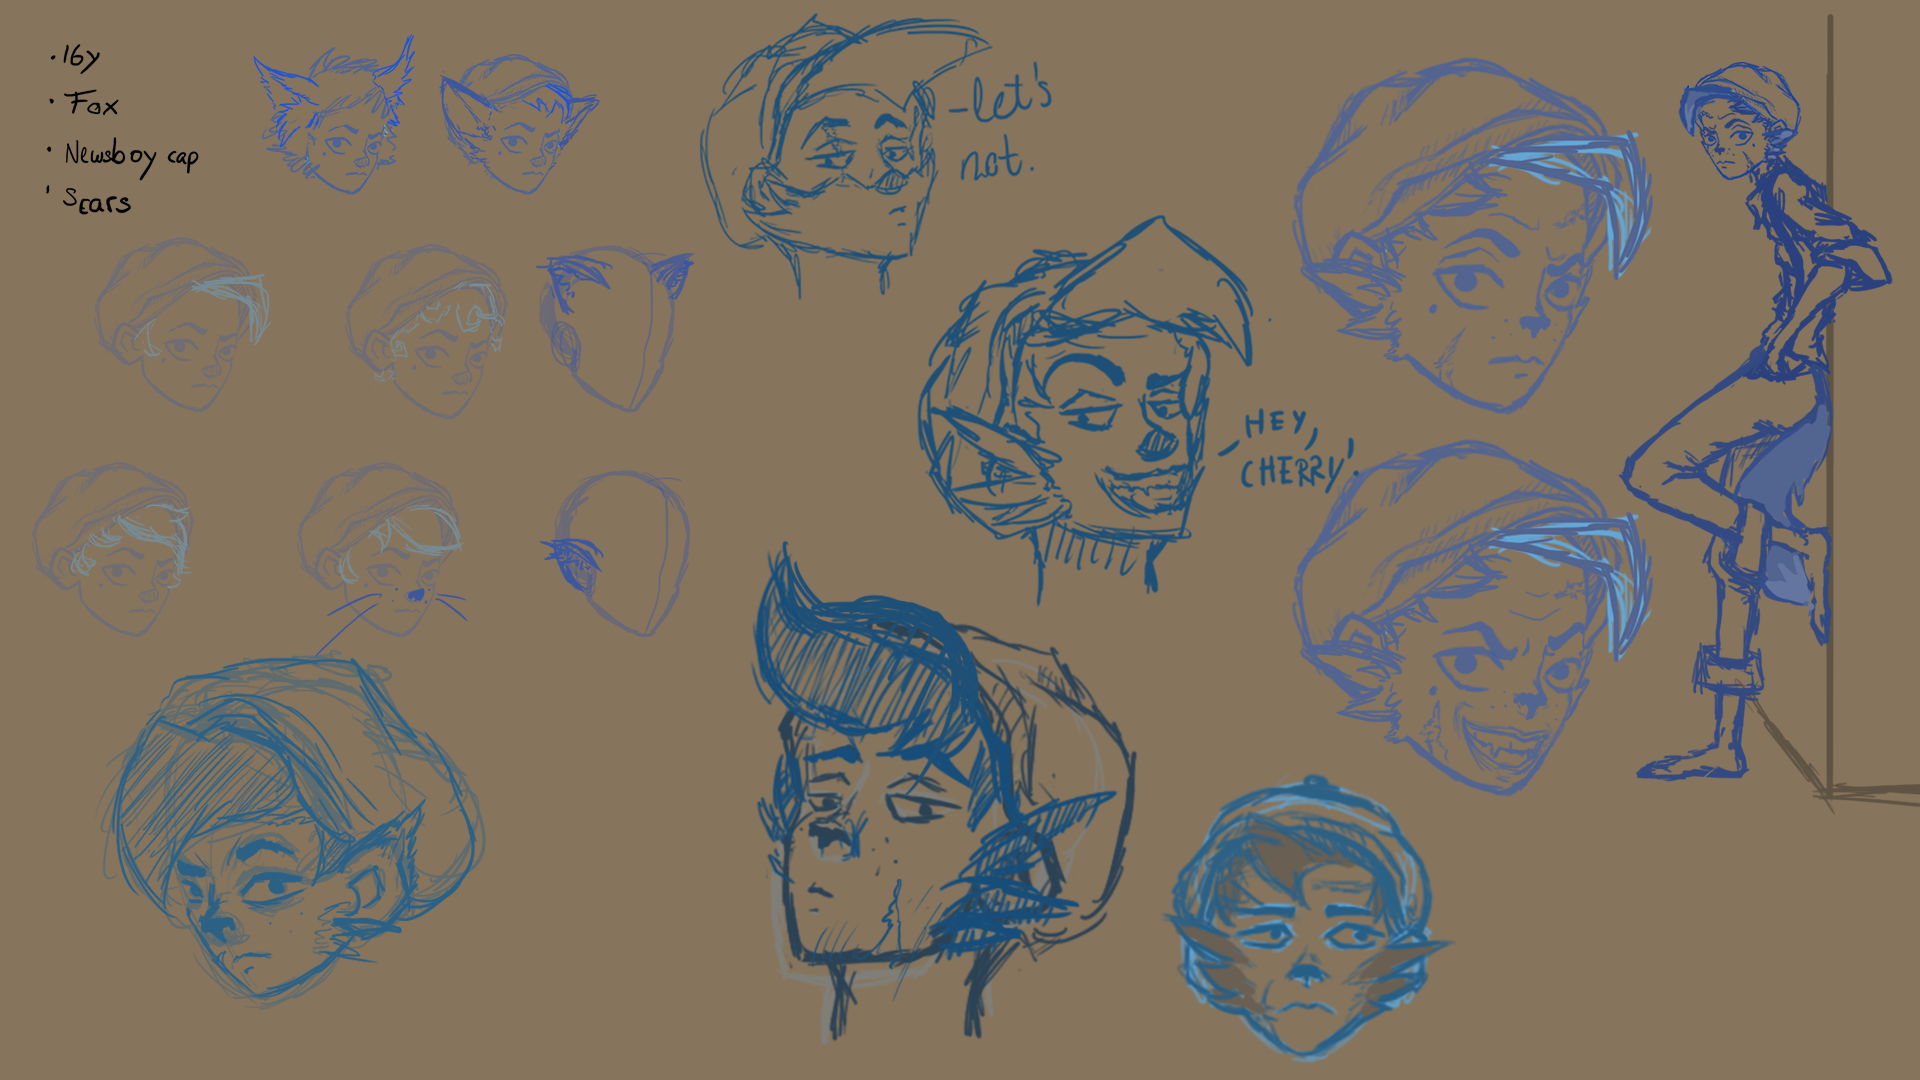 · 16y
· Fox
· Newsboy cap
' Scars
-let's
not.
HEY,
CHERRY.